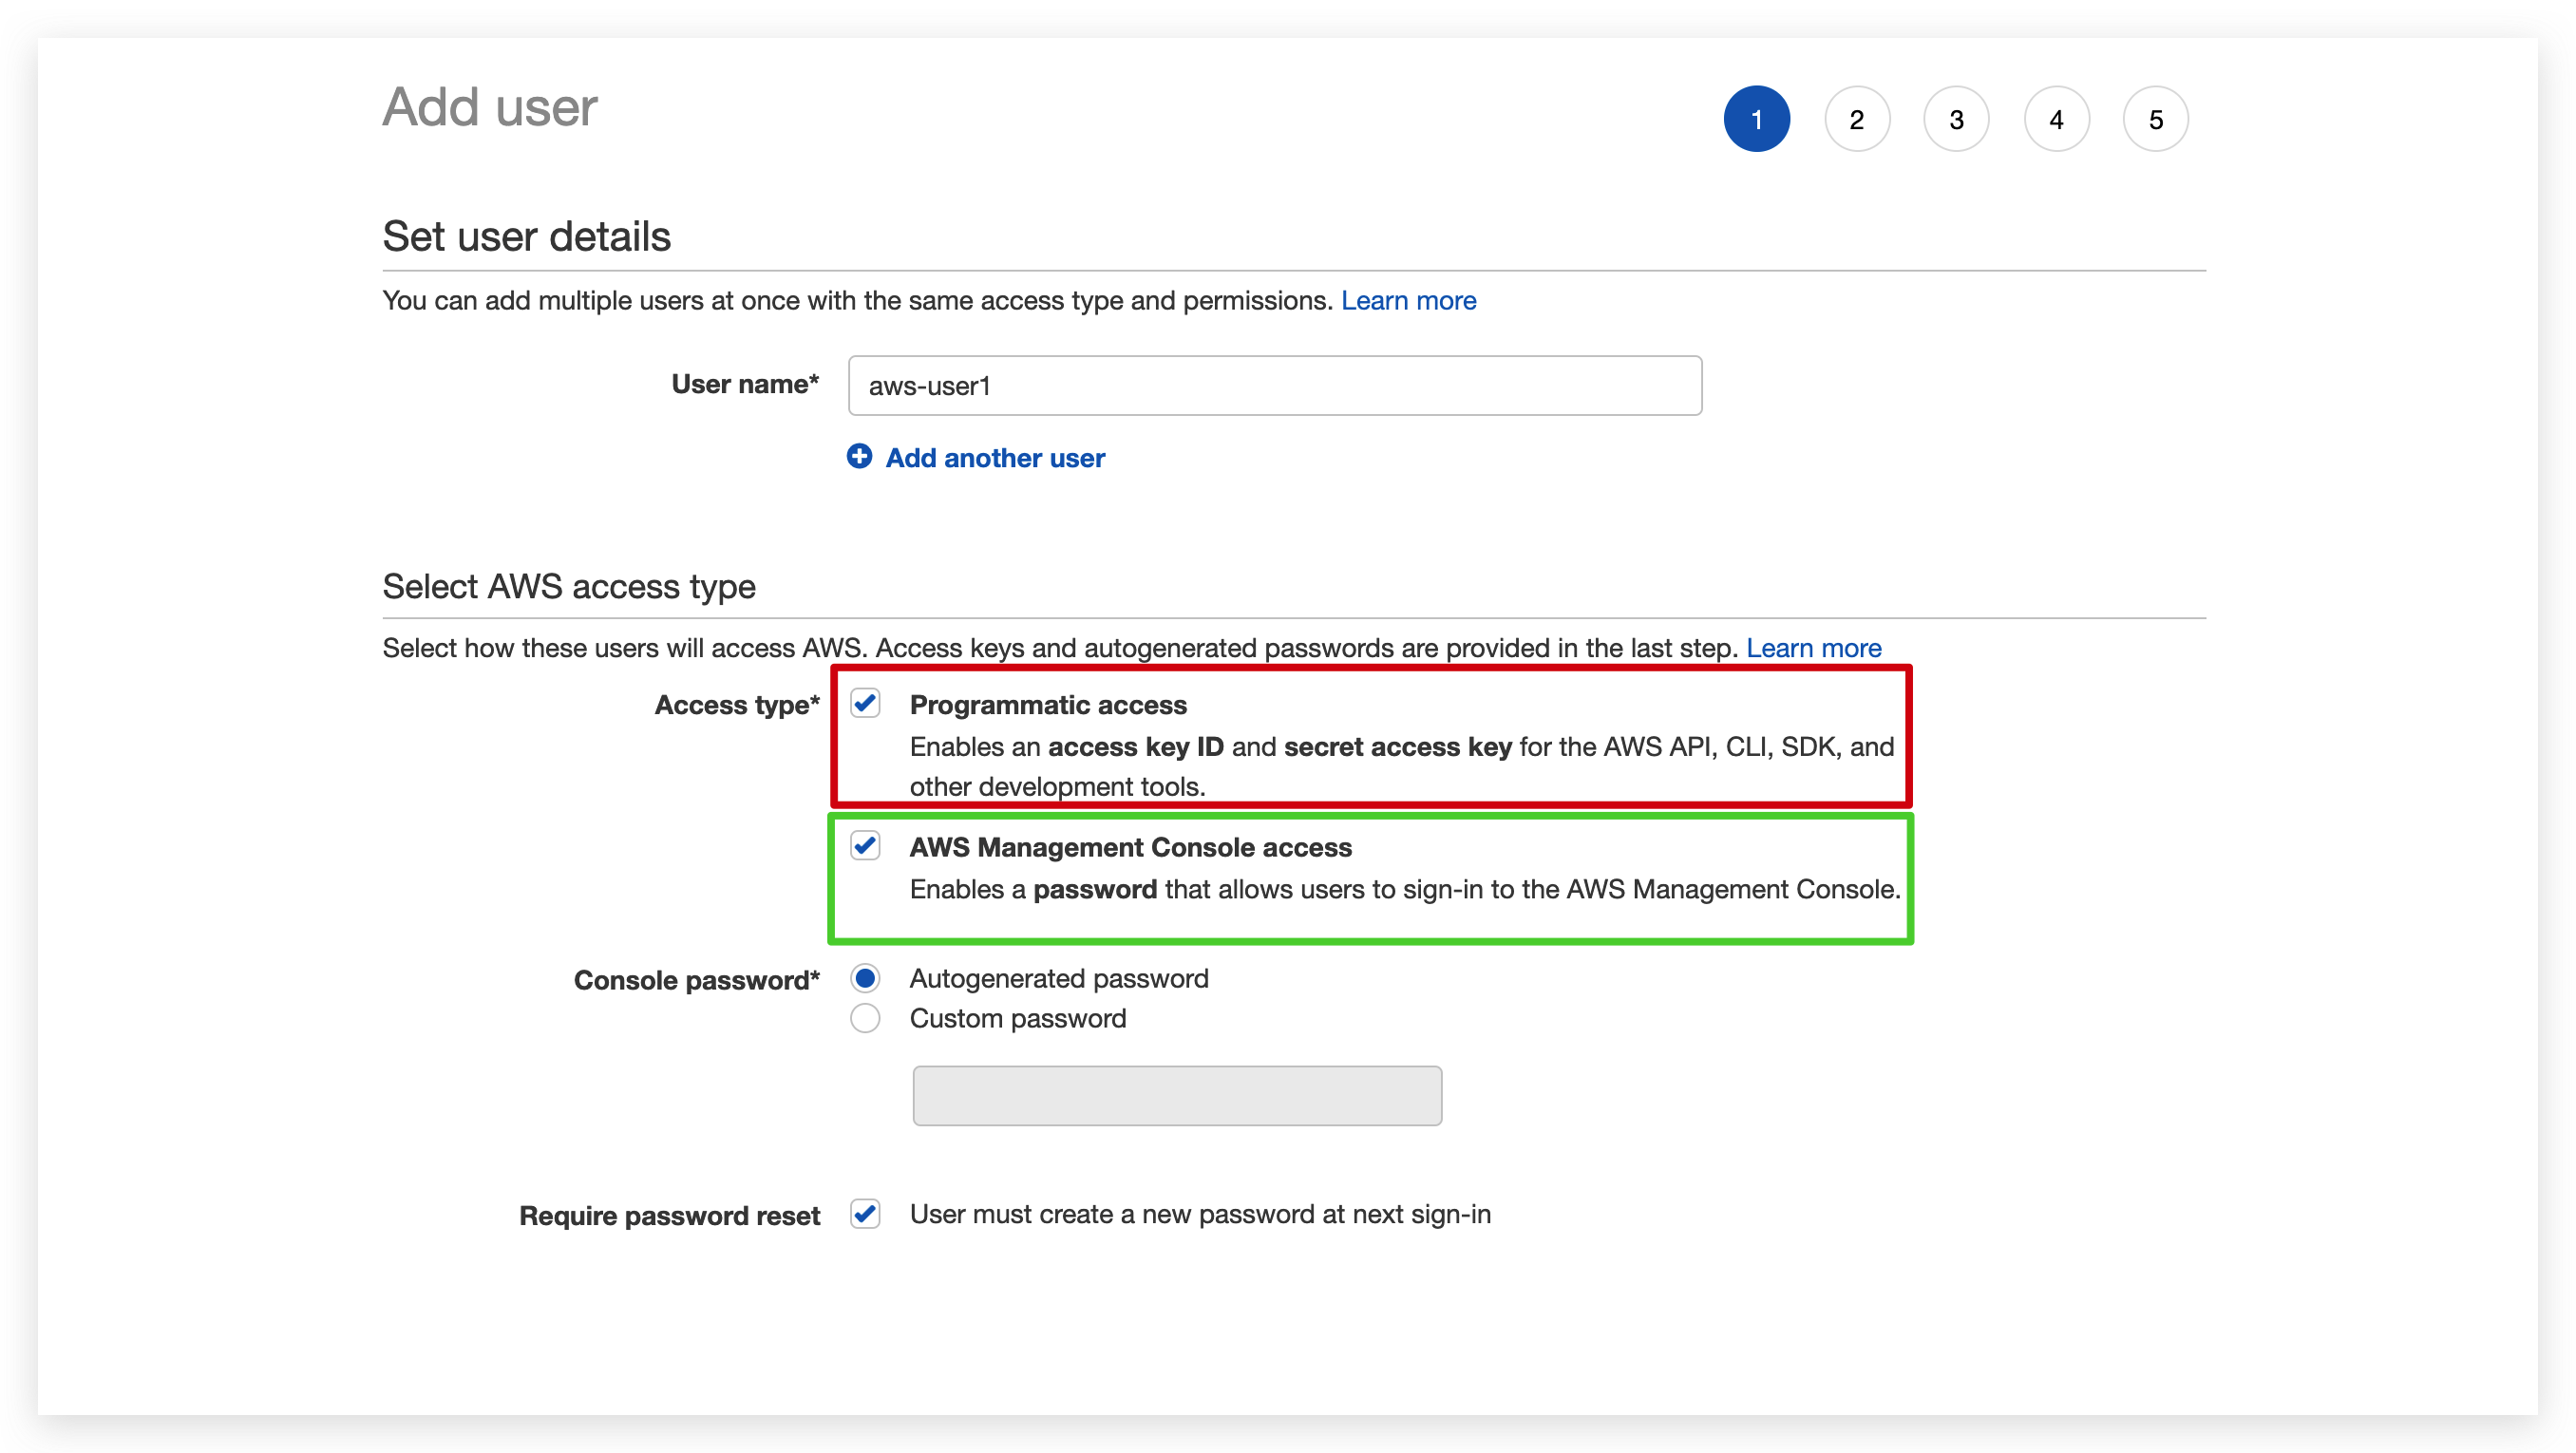 Add user
1 2 3 4 5
Set user details
You can add multiple users at once with the same access type and permissions. Learn more
User name* aws-user1
Add another user
Select AWS access type
Select how these users will access AWS. Access keys and autogenerated passwords are provided in the last step. Learn more
Access type* Programmatic access
Enables an access key ID and secret access key for the AWS API, CLI, SDK, and
other development tools.
AWS Management Console access
Enables a password that allows users to sign-in to the AWS Management Console.
Console password* Autogenerated password
Custom password
Require password reset User must create a new password at next sign-in